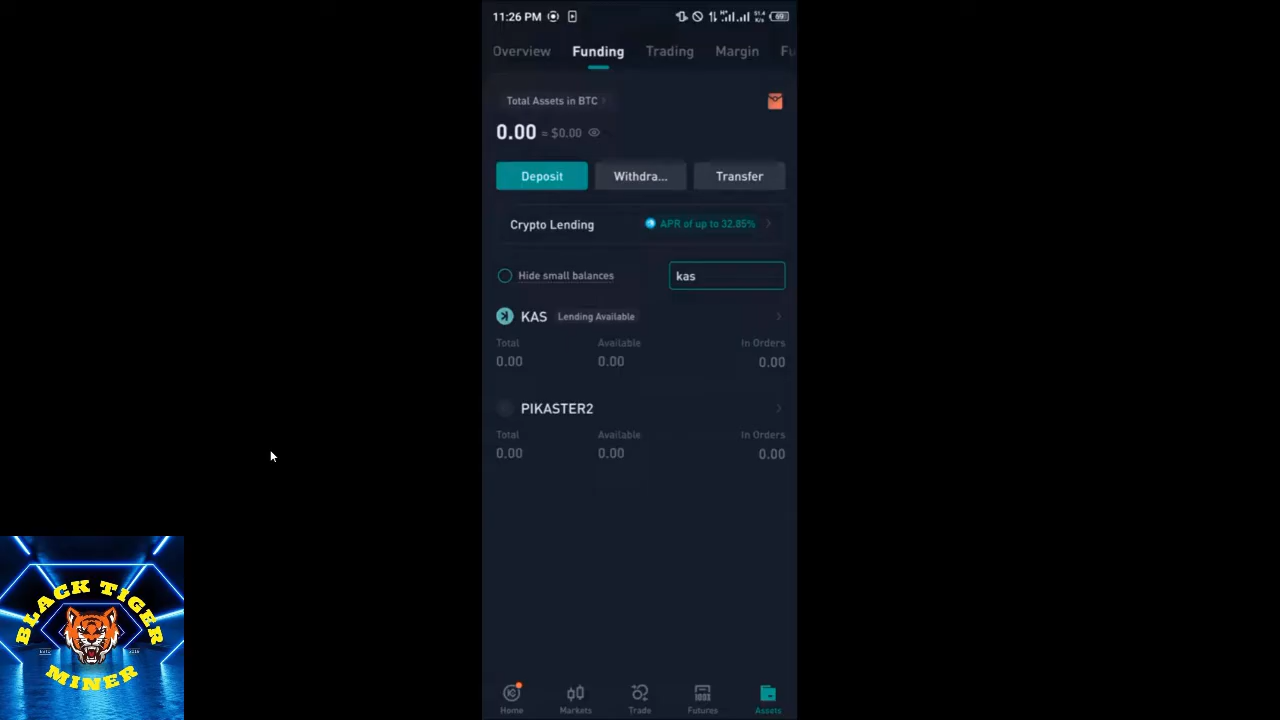 11:26 PM
69
Overview Funding Trading Margin Fu
Total Assets in BTC
0.00 ≈ $0.00
Deposit Withdra... Transfer
Crypto Lending APR of up to 32.85%
Hide small balances kas
KAS Lending Available
Total Available In Orders
0.00 0.00 0.00
PIKASTER2
Total Available In Orders
0.00 0.00 0.00
Home Markets Trade Futures Assets
BLACK TIGER
MINER